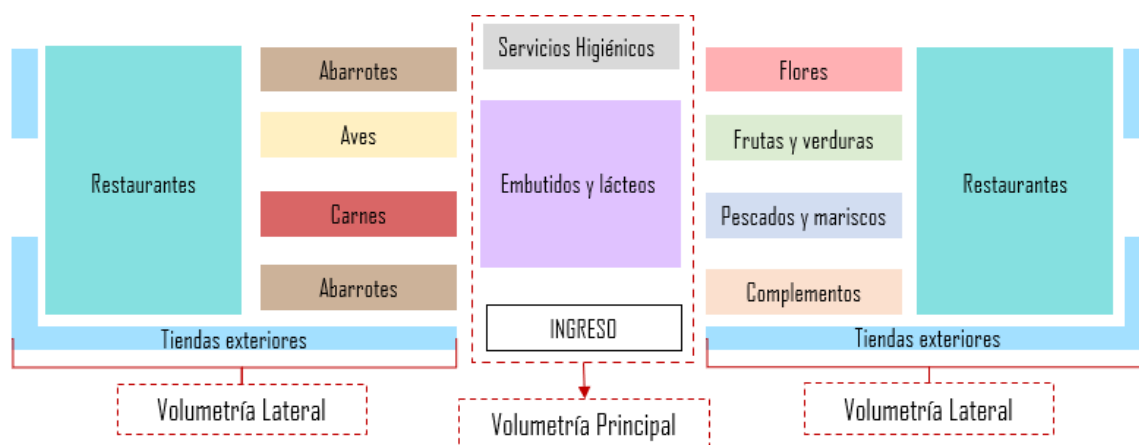 Servicios Higiénicos
Abarrotes
Flores
Aves
Frutas y verduras
Restaurantes
Embutidos y lácteos
Restaurantes
Carnes
Pescados y mariscos
Abarrotes
Complementos
INGRESO
Tiendas exteriores
Tiendas exteriores
Volumetría Lateral
Volumetría Principal
Volumetría Lateral